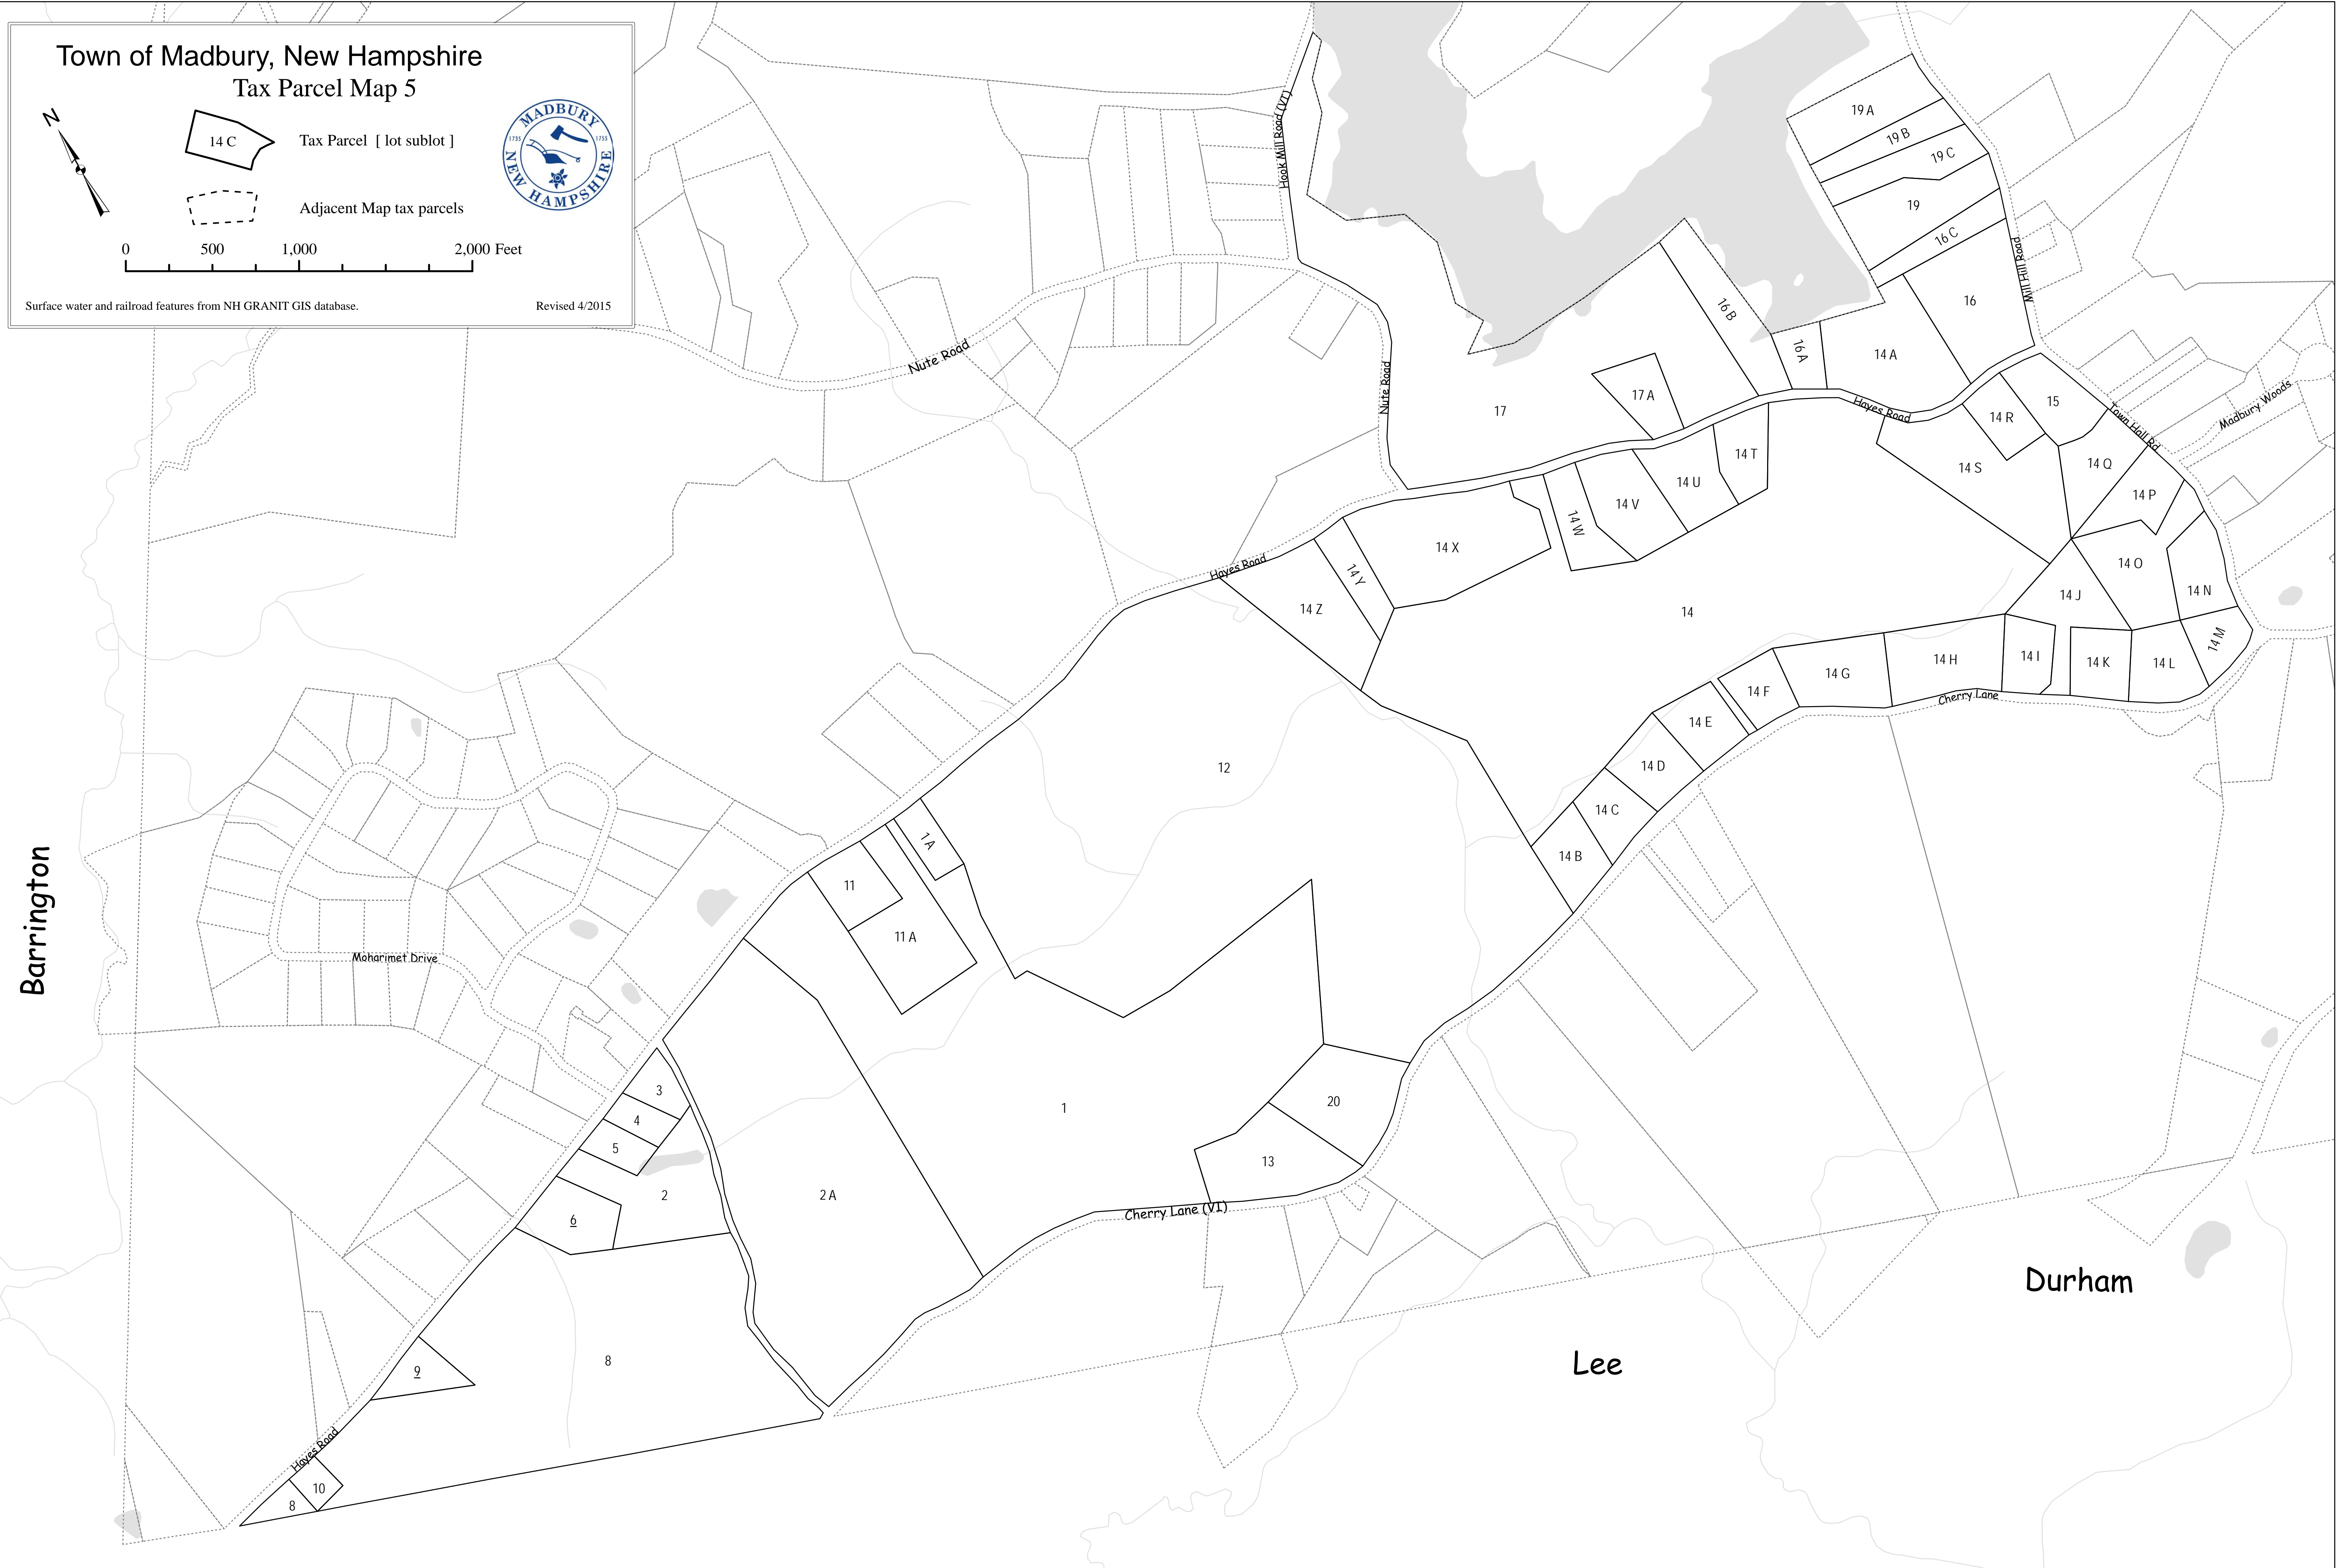 Town of Madbury, New Hampshire
Tax Parcel Map 5
N
14 C
Tax Parcel [ lot sublot ]
Adjacent Map tax parcels
MADBURY
1735
1755
NEW HAMPSHIRE
0 500 1,000 2,000 Feet
Surface water and railroad features from NH GRANIT GIS database.
Revised 4/2015
Hook Mill Road (VI)
19 A
19 B
19 C
19
16 C
Mill Hill Road
16
16 B
16 A
14 A
Nute Road
Nute Road
17
17 A
Hayes Road
14 R
15
Town Hall Rd
Madbury Woods
14 S
14 Q
14 P
14 T
14 U
14 V
14 W
14 X
Hayes Road
14 Y
14 Z
14
14 O
14 J
14 N
14 M
14 L
14 K
14 I
14 H
14 G
14 F
14 E
14 D
14 C
14 B
Cherry Lane
12
1 A
11
11 A
Moharimet Drive
Barrington
3
4
5
2
6
2 A
1
20
13
Cherry Lane (VI)
Durham
Lee
8
9
Hayes Road
10
8